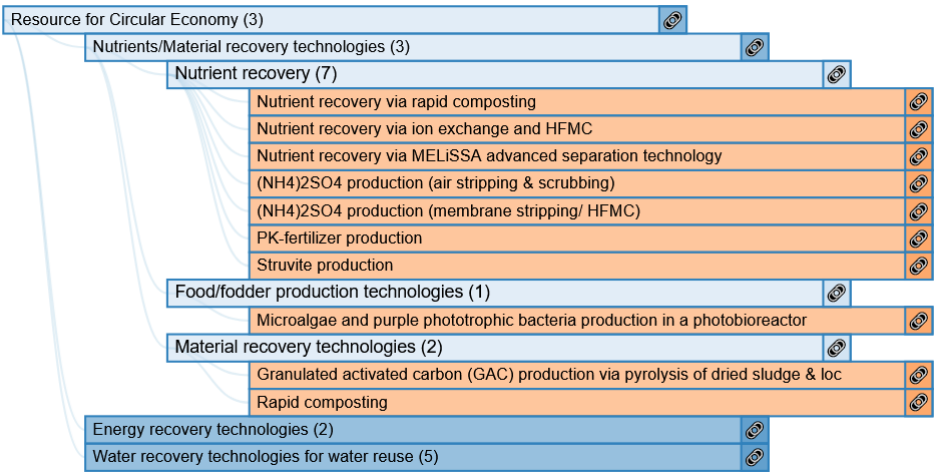 Resource for Circular Economy (3)
Nutrients/Material recovery technologies (3)
Nutrient recovery (7)
Nutrient recovery via rapid composting
Nutrient recovery via ion exchange and HFMC
Nutrient recovery via MELiSSA advanced separation technology
(NH4)2SO4 production (air stripping & scrubbing)
(NH4)2SO4 production (membrane stripping/ HFMC)
PK-fertilizer production
Struvite production
Food/fodder production technologies (1)
Microalgae and purple phototrophic bacteria production in a photobioreactor
Material recovery technologies (2)
Granulated activated carbon (GAC) production via pyrolysis of dried sludge & loc
Rapid composting
Energy recovery technologies (2)
Water recovery technologies for water reuse (5)